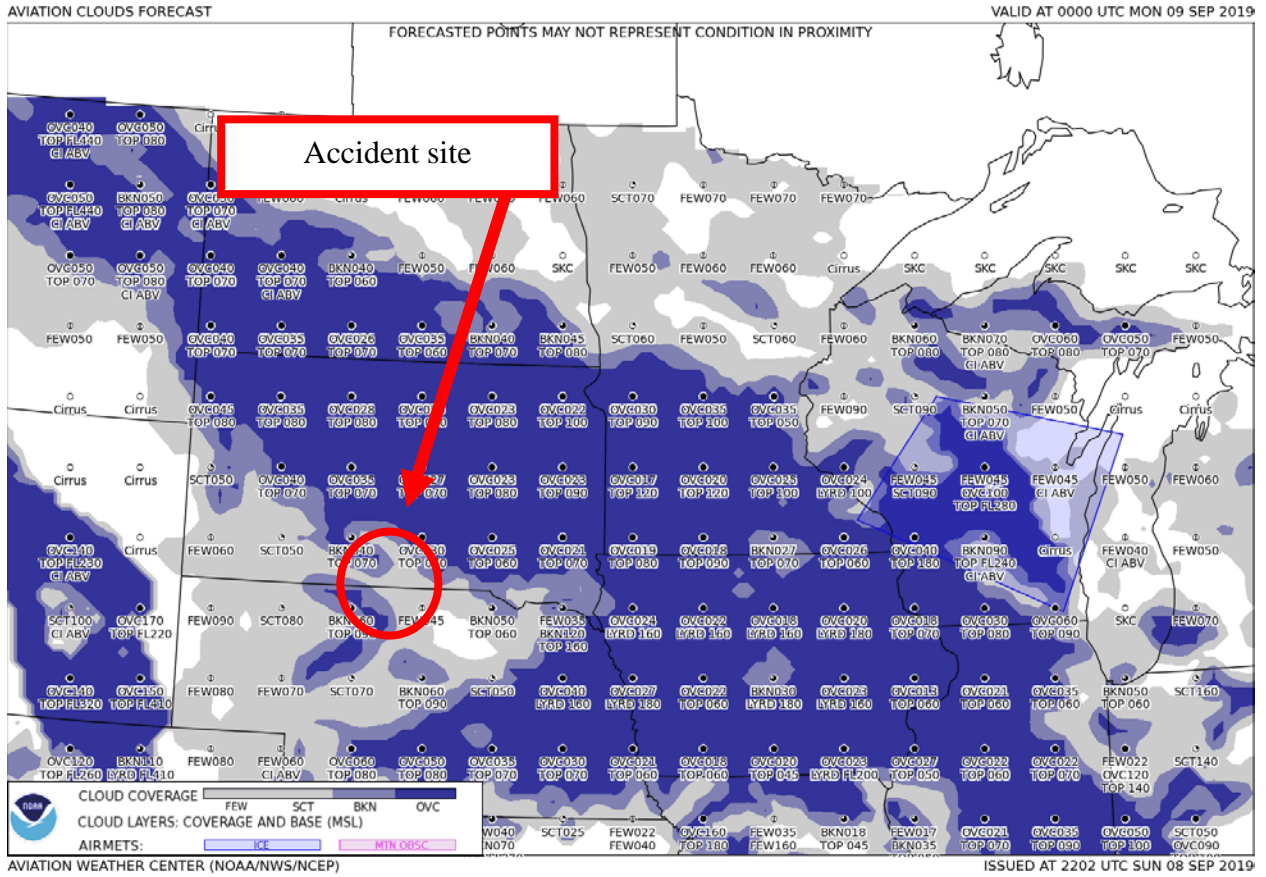 AVIATION CLOUDS FORECAST VALID AT 0000 UTC MON 09 SEP 2019
FORECASTED POINTS MAY NOT REPRESENT CONDITION IN PROXIMITY
OVC040 OVC050
TOP FL440 TOP 080
CI ABV
Accident site
OVC050 BKN050 FEW060 SCT070 FEW070 FEW070 FEW070
TOP FL440 TOP 080 TOP 070
CI ABV CI ABV CI ABV
OVC050 OVC050 OVC040 OVC040 BKN040 FEW050 FEW060 SKC FEW050 FEW060 FEW060 Cirrus SKC SKC SKC SKC
TOP 070 TOP 080 TOP 070 TOP 070 TOP 060
CI ABV CI ABV
FEW050 FEW050 OVC040 OVC035 OVC026 OVC035 BKN040 BKN045 SCT060 FEW050 SCT060 FEW060 BKN060 BKN070 OVC060 OVC050 FEW050
TOP 070 TOP 070 TOP 070 TOP 060 TOP 070 TOP 080 TOP 080 TOP 080 TOP 080 TOP 070
CI ABV
Cirrus Cirrus OVC045 OVC035 OVC028 OVC023 OVC022 OVC030 OVC035 OVC035 FEW090 SCT090 BKN050 FEW050 Cirrus Cirrus
TOP 080 TOP 080 TOP 080 TOP 080 TOP 100 TOP 090 TOP 100 TOP 050 TOP 070
CI ABV
Cirrus Cirrus SCT050 OVC040 OVC035 OVC023 OVC023 OVC017 OVC020 OVC025 OVC024 FEW045 FEW045 FEW045 FEW050 FEW060
TOP 070 TOP 070 TOP 080 TOP 090 TOP 120 TOP 120 TOP 100 LYRD 100 SCT090 OVC100 CI ABV
TOP FL280
OVC140 Cirrus FEW060 SCT050 OVC025 OVC021 OVC019 OVC018 BKN027 OVC026 OVC040 BKN090 Cirrus FEW040 FEW050
TOP FL230 TOP 070 TOP 060 TOP 070 TOP 080 TOP 090 TOP 070 TOP 060 TOP 180 TOP FL240 CI ABV
CI ABV CI ABV
SCT100 OVC170 FEW090 SCT080 BKN050 FEW035 OVC024 OVC022 OVC018 OVC020 OVC018 OVC030 OVC060 SKC FEW070
CI ABV TOP FL220 TOP 060 BKN120 LYRD 160 LYRD 160 LYRD 160 LYRD 180 TOP 070 TOP 080 TOP 090
TOP 160
OVC140 OVC150 FEW080 FEW070 SCT070 BKN060 SCT050 OVC040 OVC027 OVC022 BKN030 OVC023 OVC013 OVC021 OVC035 BKN050 SCT160
TOP FL320 TOP FL410 TOP 090 LYRD 160 LYRD 180 TOP 060 LYRD 180 LYRD 160 TOP 060 TOP 060 TOP 060 TOP 060
OVC120 BKN110 FEW080 FEW060 OVC060 OVC050 OVC035 OVC027 OVC021 OVC018 OVC020 OVC023 OVC027 OVC022 OVC022 FEW022 SCT140
TOP FL260 LYRD FL410 CI ABV TOP 080 TOP 080 TOP 070 TOP 070 TOP 060 TOP 060 TOP 045 LYRD FL200 TOP 050 TOP 060 TOP 070 OVC120
TOP 140
CLOUD COVERAGE
FEW SCT BKN OVC
CLOUD LAYERS: COVERAGE AND BASE (MSL)
AIRMETS: ICE MTN OBSC
NOAA
SCT025 FEW022 OVC160 FEW035 BKN018 FEW017 OVC021 OVC035 OVC050 SCT050
FEW040 TOP 180 FEW160 TOP 045 BKN035 TOP 070 TOP 090 TOP 100 OVC090
AVIATION WEATHER CENTER (NOAA/NWS/NCEP) ISSUED AT 2202 UTC SUN 08 SEP 2019